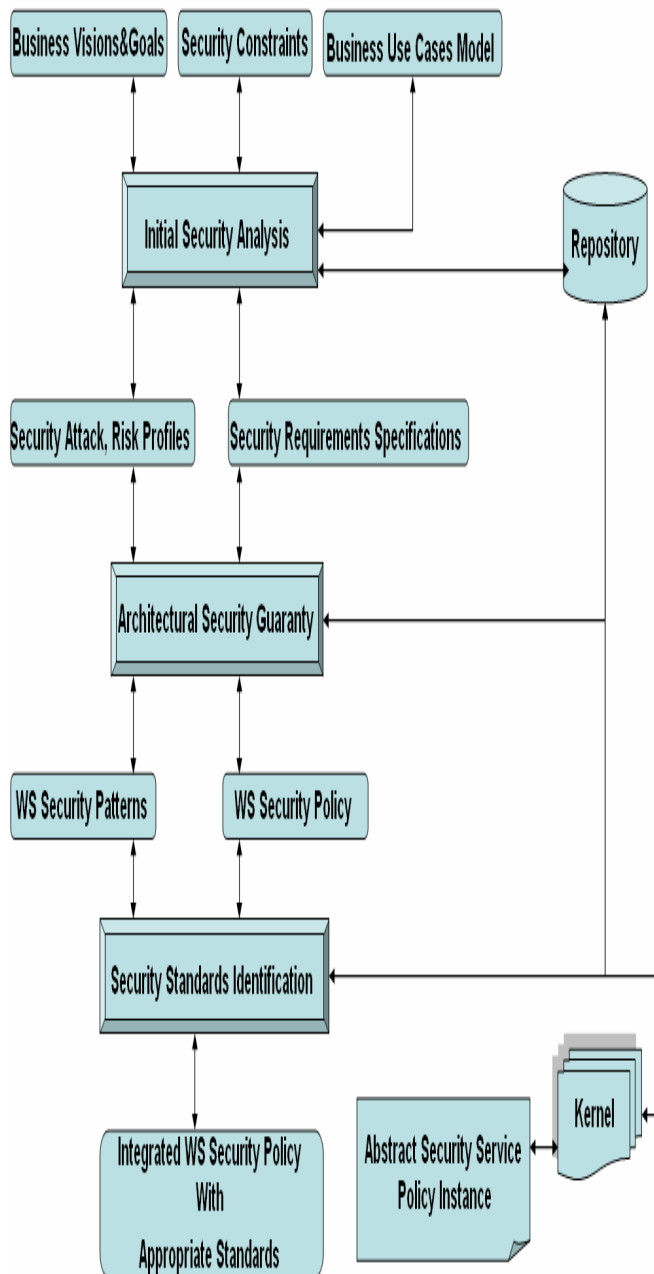 Business Visions&Goals
Security Constraints
Business Use Cases Model
Initial Security Analysis
Repository
Security Attack, Risk Profiles
Security Requirements Specifications
Architectural Security Guaranty
WS Security Patterns
WS Security Policy
Security Standards Identification
Kernel
Abstract Security Service
Policy Instance
Integrated WS Security Policy
With
Appropriate Standards